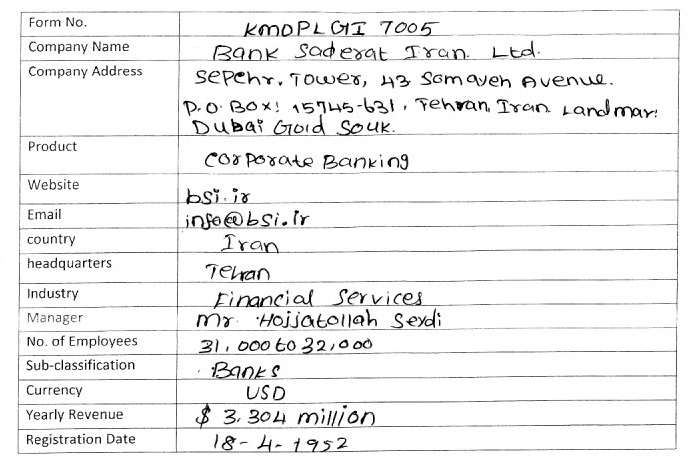 Form No. KMDPLGI 7005
Company Name Bank Saderat Iran. Ltd.
Company Address Sepehr, Tower, 43 Somayeh Avenue.
P.O. Box: 15745-631, Tehran, Iran Landmar:
Dubai Gold Souk.
Product Corporate Banking
Website bsi.ir
Email info@bsi.ir
country Iran
headquarters Tehran
Industry Financial Services
Manager Mr. Hojjatollah Seydi
No. of Employees 31,000 to 32,000
Sub-classification Banks
Currency USD
Yearly Revenue $ 3.304 million
Registration Date 18-4-1952